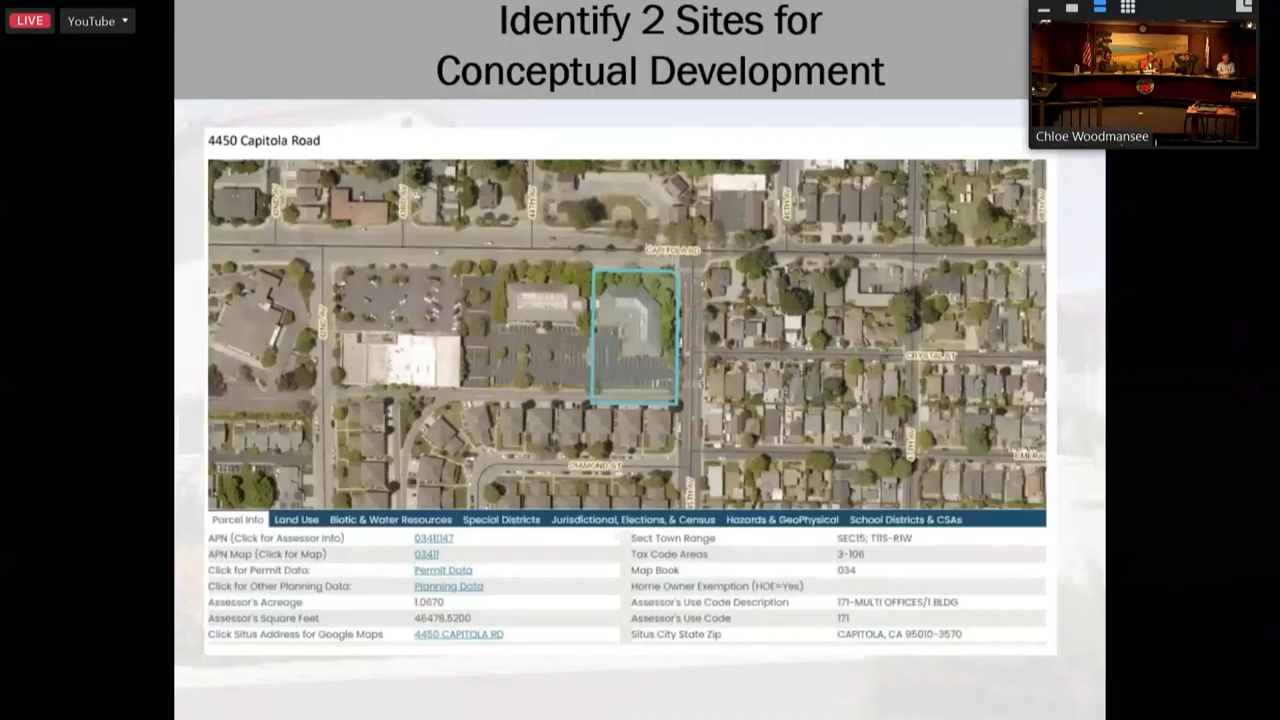 LIVE
YouTube
Identify 2 Sites for
Conceptual Development
Chloe Woodmansee
4450 Capitola Road
CAPITOLA RD
CRYSTAL ST
DIAMOND ST
Parcel Info Land Use Biotic & Water Resources Special Districts Jurisdictional, Elections, & Census Hazards & GeoPhysical School Districts & CSAs
APN (Click for Assessor Info) 03411147 Sect Town Range SEC15; T11S-R1W
APN Map (Click for Map) 03411 Tax Code Areas 3-106
Click for Permit Data: Permit Data Map Book 034
Click for Other Planning Data: Planning Data Home Owner Exemption (HOE=Yes)
Assessor's Acreage 1.0670 Assessor's Use Code Description 171-MULTI OFFICES/1 BLDG
Assessor's Square Feet 46478.5200 Assessor's Use Code 171
Click Situs Address for Google Maps 4450 CAPITOLA RD Situs City State Zip CAPITOLA, CA 95010-3570